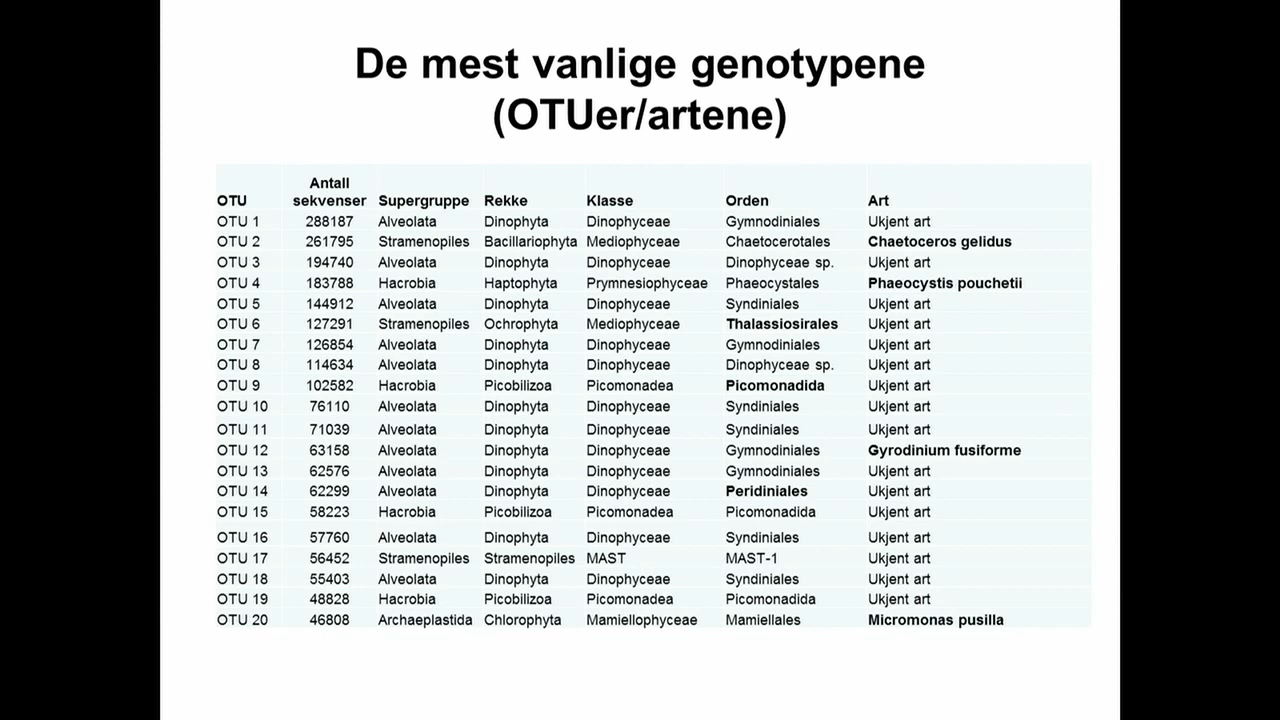 De mest vanlige genotypene
(OTUer/artene)
OTU Antall sekvenser Supergruppe Rekke Klasse Orden Art
OTU 1 288187 Alveolata Dinophyta Dinophyceae Gymnodiniales Ukjent art
OTU 2 261795 Stramenopiles Bacillariophyta Mediophyceae Chaetocerotales Chaetoceros gelidus
OTU 3 194740 Alveolata Dinophyta Dinophyceae Dinophyceae sp. Ukjent art
OTU 4 183788 Hacrobia Haptophyta Prymnesiophyceae Phaeocystales Phaeocystis pouchetii
OTU 5 144912 Alveolata Dinophyta Dinophyceae Syndiniales Ukjent art
OTU 6 127291 Stramenopiles Ochrophyta Mediophyceae Thalassiosirales Ukjent art
OTU 7 126854 Alveolata Dinophyta Dinophyceae Gymnodiniales Ukjent art
OTU 8 114634 Alveolata Dinophyta Dinophyceae Dinophyceae sp. Ukjent art
OTU 9 102582 Hacrobia Picobilizoa Picomonadea Picomonadida Ukjent art
OTU 10 76110 Alveolata Dinophyta Dinophyceae Syndiniales Ukjent art
OTU 11 71039 Alveolata Dinophyta Dinophyceae Syndiniales Ukjent art
OTU 12 63158 Alveolata Dinophyta Dinophyceae Gymnodiniales Gyrodinium fusiforme
OTU 13 62576 Alveolata Dinophyta Dinophyceae Gymnodiniales Ukjent art
OTU 14 62299 Alveolata Dinophyta Dinophyceae Peridiniales Ukjent art
OTU 15 58223 Hacrobia Picobilizoa Picomonadea Picomonadida Ukjent art
OTU 16 57760 Alveolata Dinophyta Dinophyceae Syndiniales Ukjent art
OTU 17 56452 Stramenopiles Stramenopiles MAST MAST-1 Ukjent art
OTU 18 55403 Alveolata Dinophyta Dinophyceae Syndiniales Ukjent art
OTU 19 48828 Hacrobia Picobilizoa Picomonadea Picomonadida Ukjent art
OTU 20 46808 Archaeplastida Chlorophyta Mamiellophyceae Mamiellales Micromonas pusilla